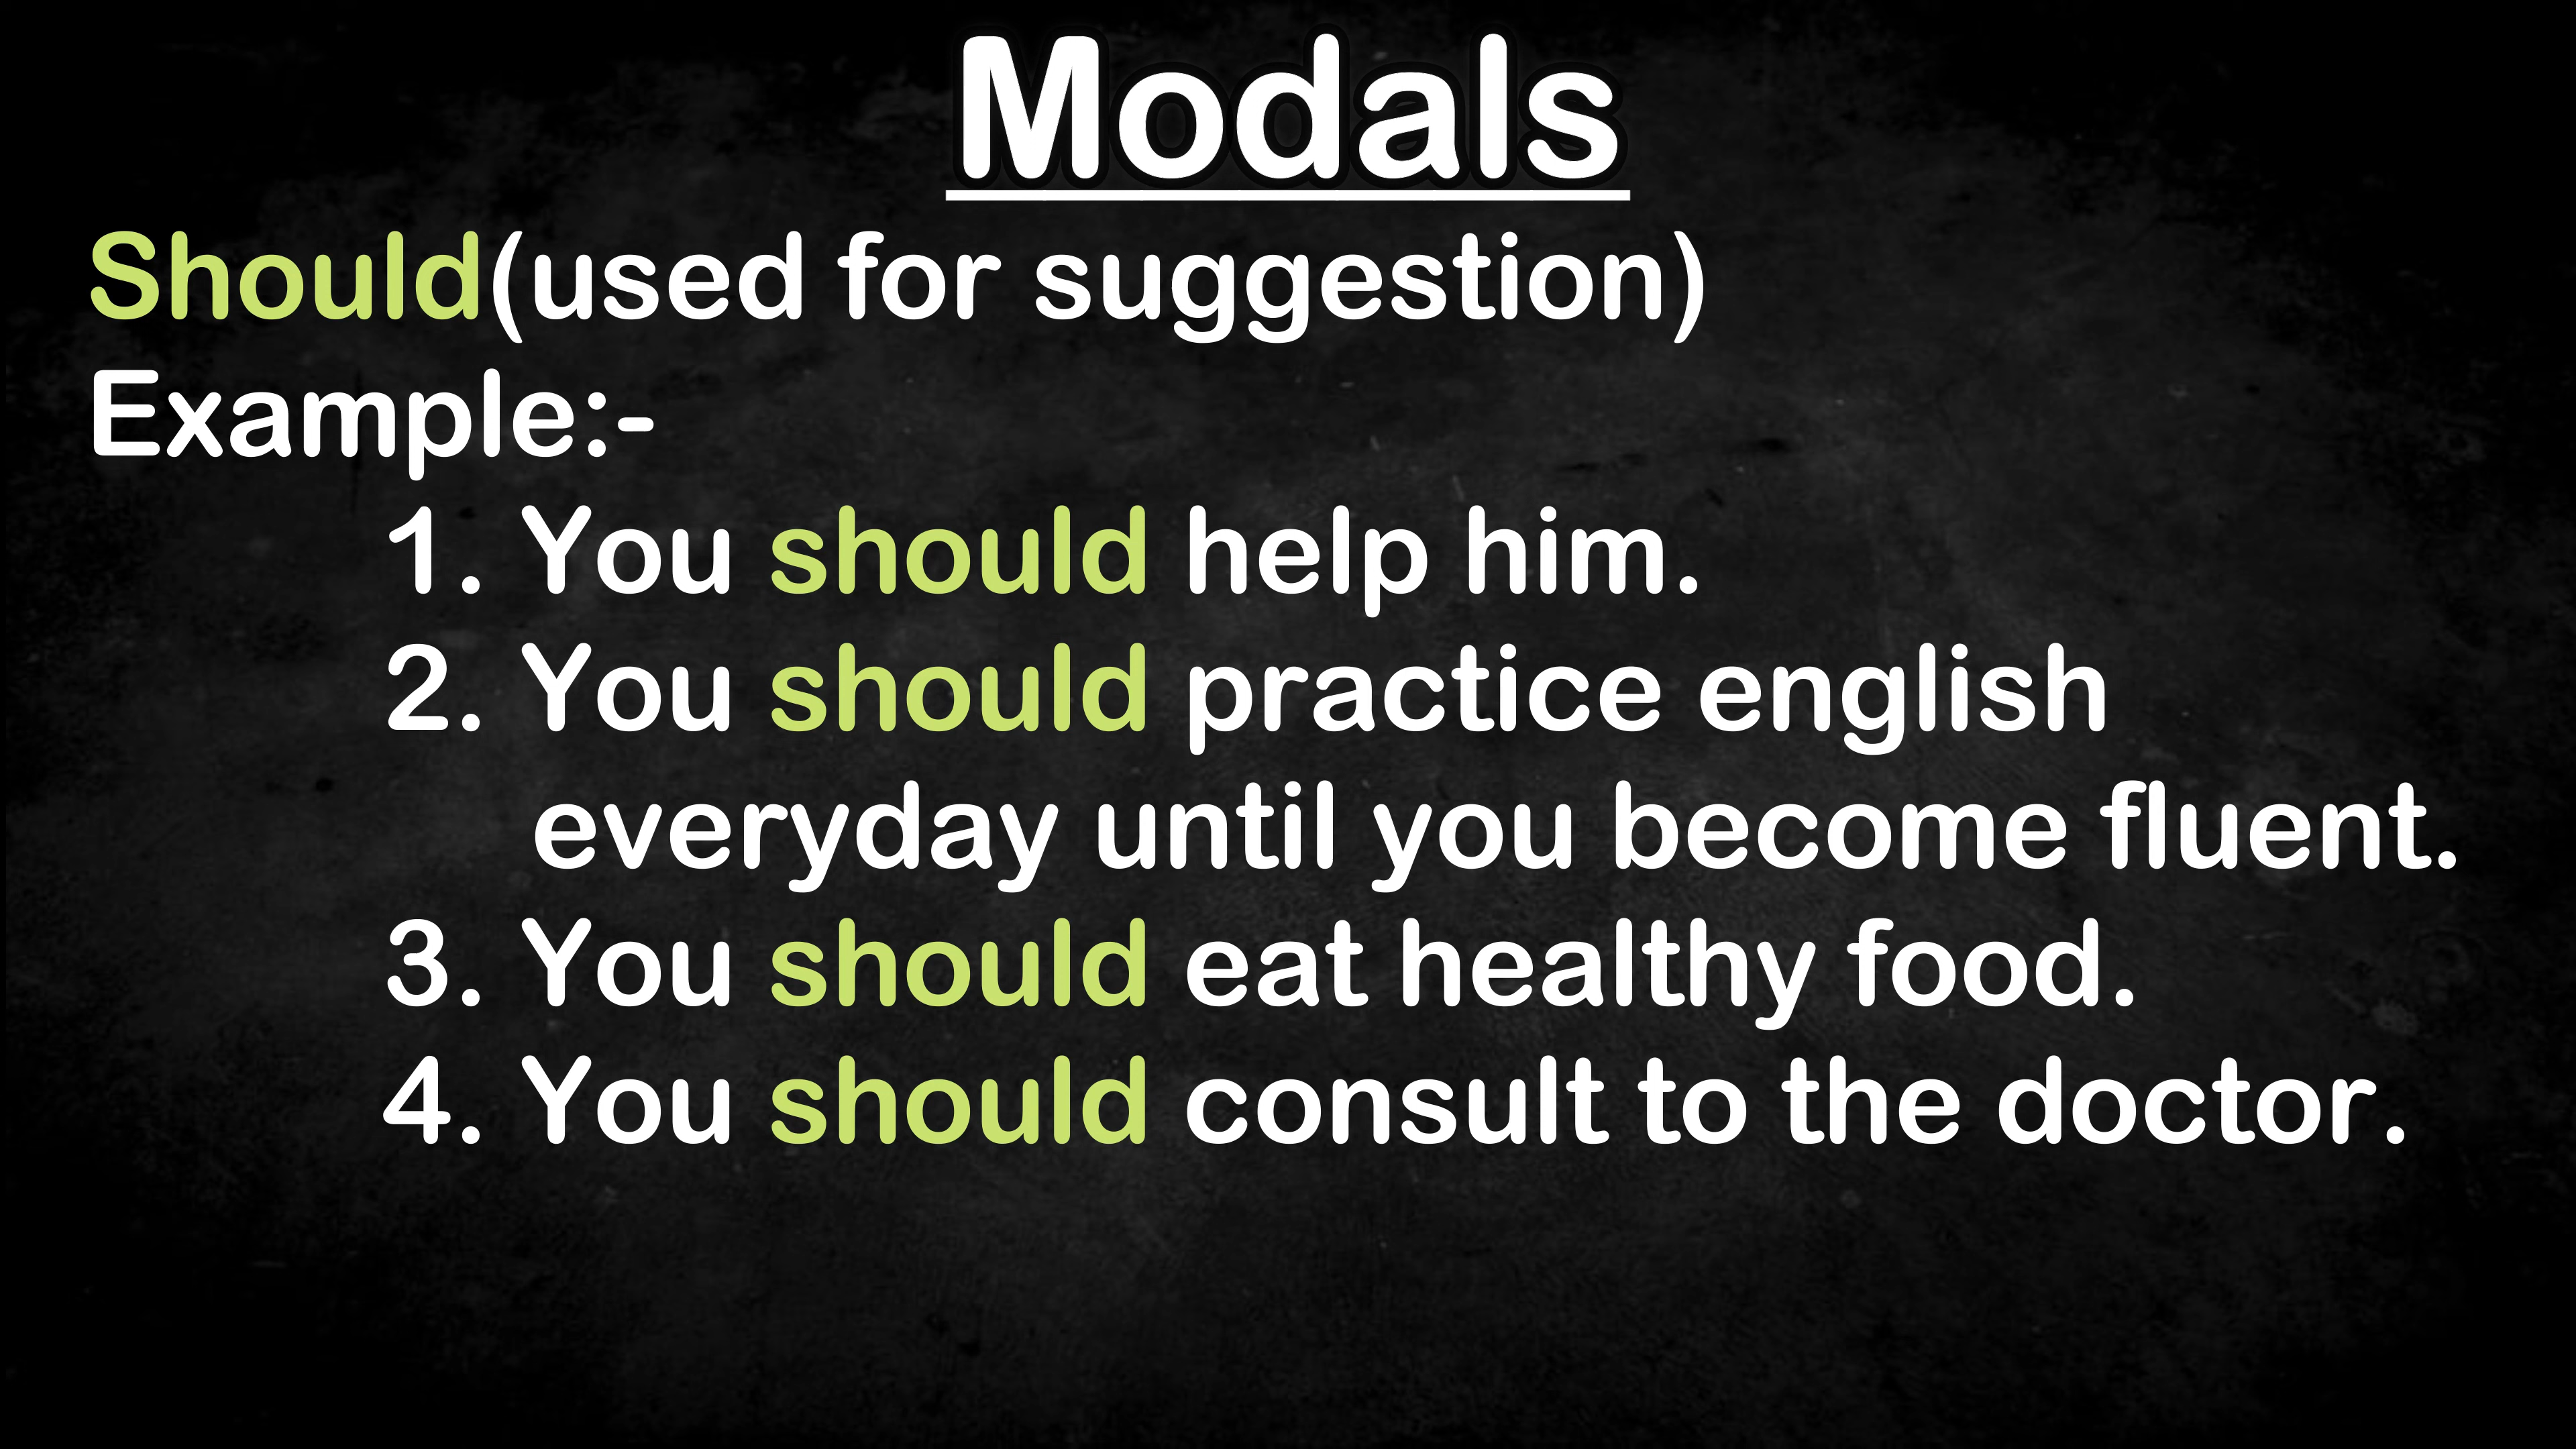 Modals
Should(used for suggestion)
Example:-
1. You should help him.
2. You should practice english
everyday until you become fluent.
3. You should eat healthy food.
4. You should consult to the doctor.